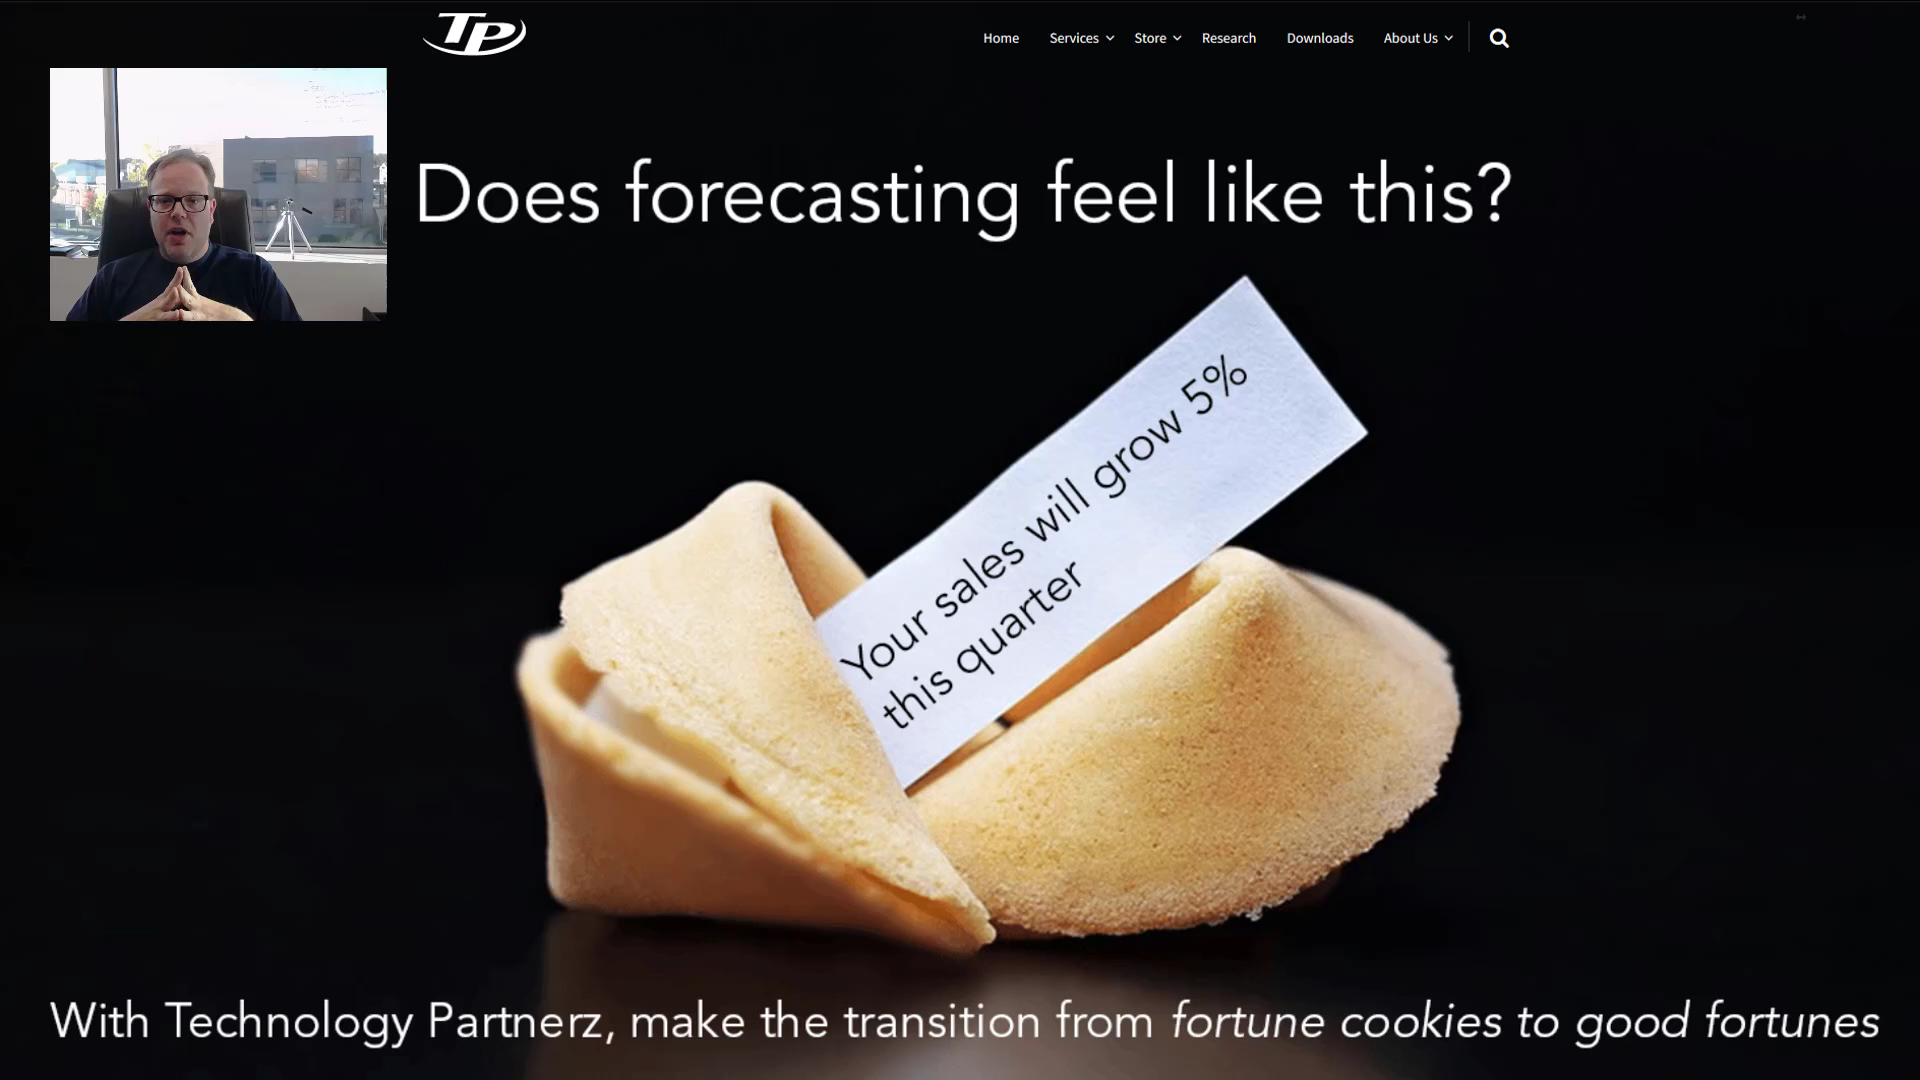 TP
Home Services Store Research Downloads About Us
Does forecasting feel like this?
Your sales will grow 5%
this quarter
With Technology Partnerz, make the transition from fortune cookies to good fortunes